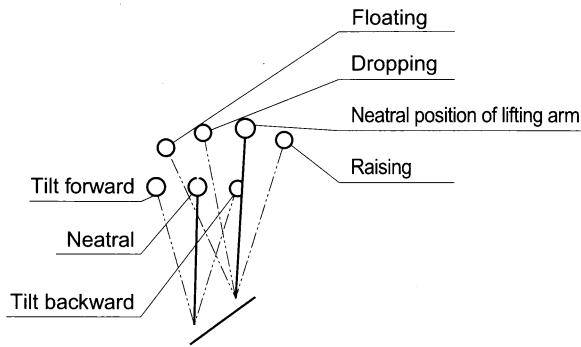 Floating
Dropping
Neatral position of lifting arm
Raising
Tilt forward
Neatral
Tilt backward